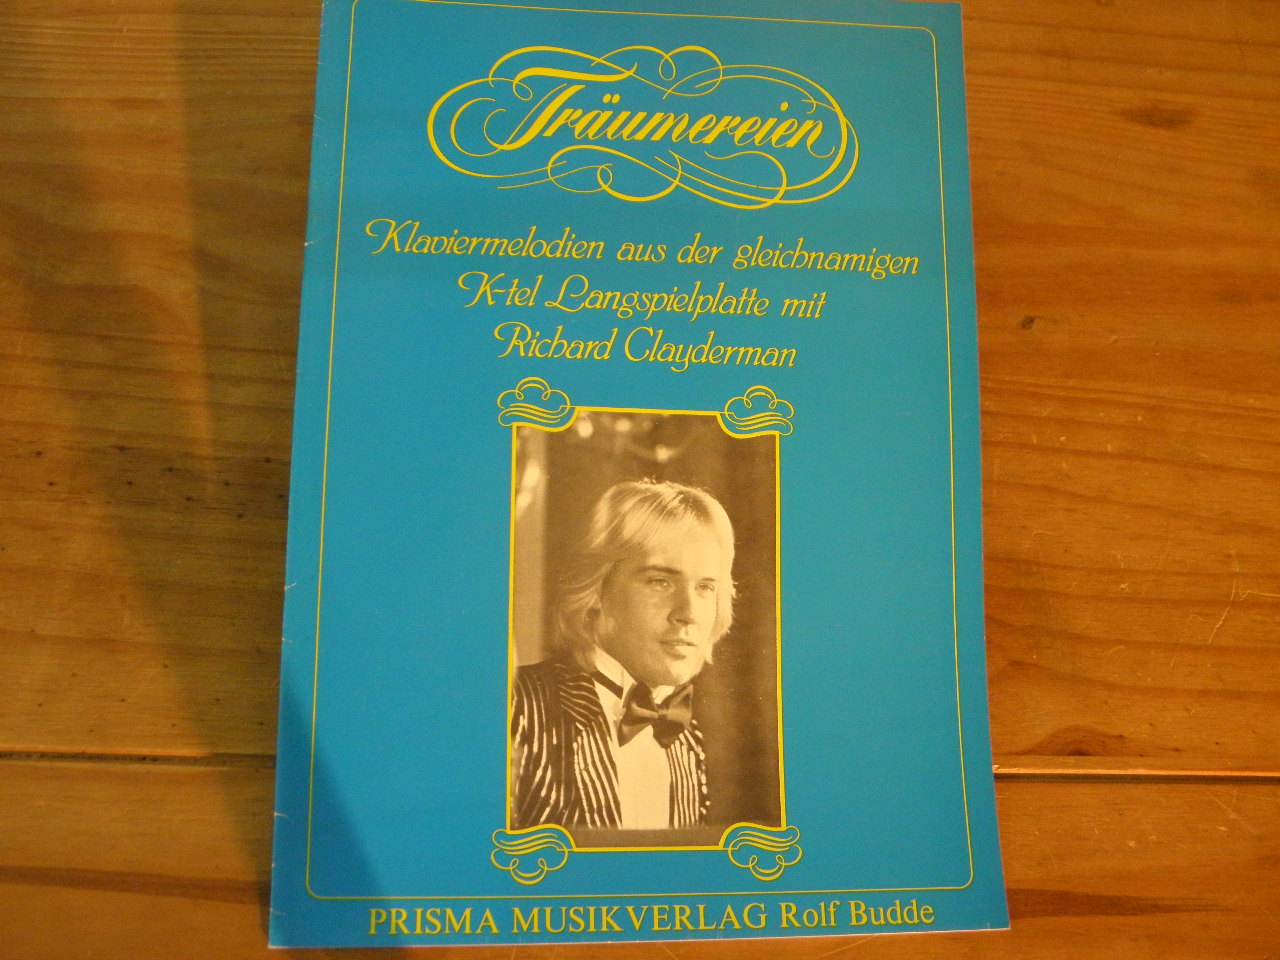 Träumereien
Klaviermelodien aus der gleichnamigen
K-tel Langspielplatte mit
Richard Clayderman
PRISMA MUSIKVERLAG Rolf Budde